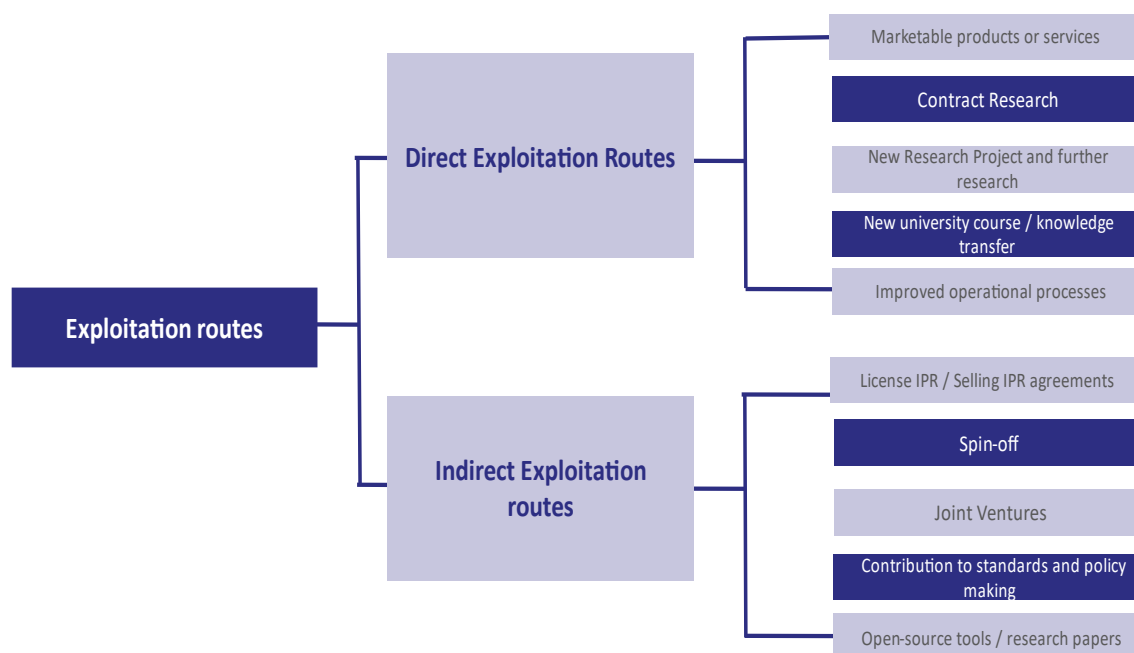 Exploitation routes
Direct Exploitation Routes
Marketable products or services
Contract Research
New Research Project and further
research
New university course / knowledge
transfer
Improved operational processes
Indirect Exploitation
routes
License IPR / Selling IPR agreements
Spin-off
Joint Ventures
Contribution to standards and policy
making
Open-source tools / research papers